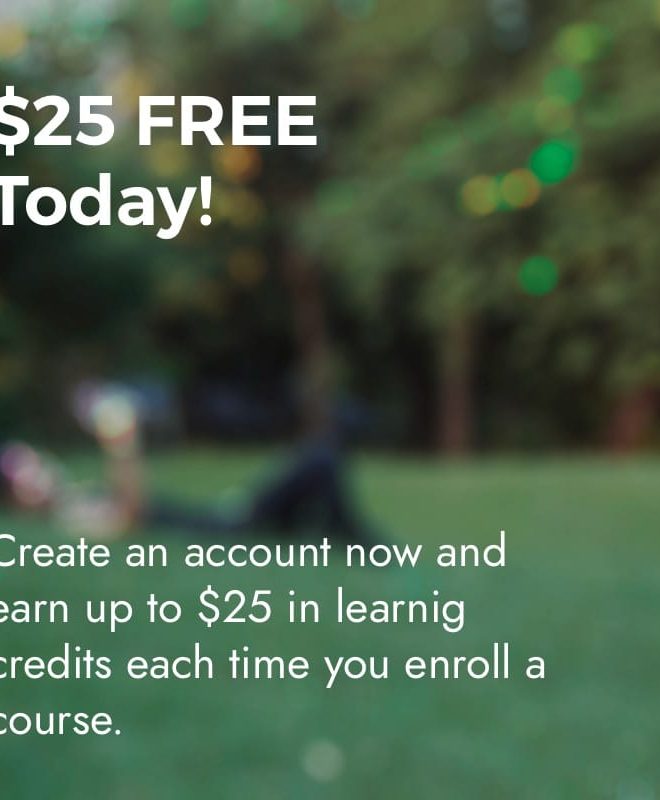 $25 FREE
Today!
Create an account now and
earn up to $25 in learnig
credits each time you enroll a
course.